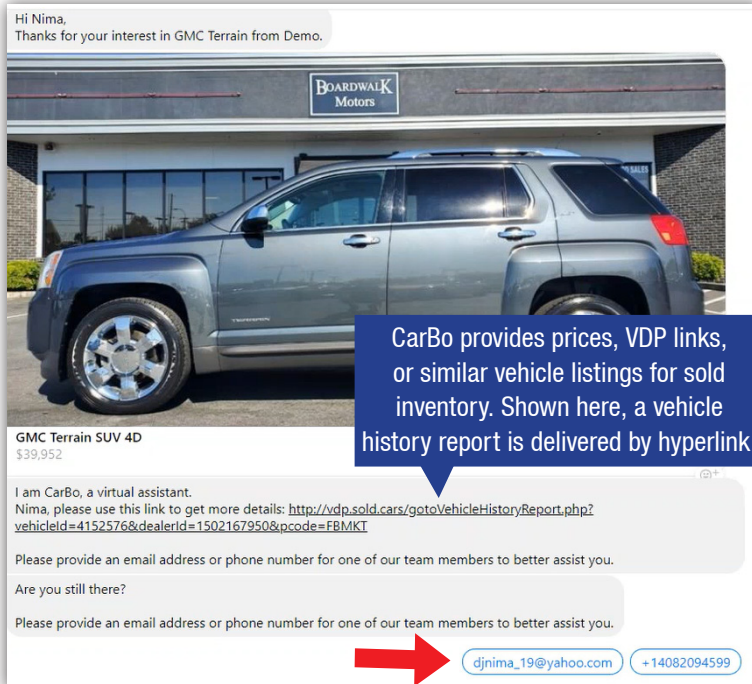 Hi Nima,
Thanks for your interest in GMC Terrain from Demo.
BOARDWALK
Motors
SALES
TERRAIN
CarBo provides prices, VDP links,
or similar vehicle listings for sold
inventory. Shown here, a vehicle
history report is delivered by hyperlink
GMC Terrain SUV 4D
$39,952
I am CarBo, a virtual assistant.
Nima, please use this link to get more details: http://vdp.sold.cars/gotoVehicleHistoryReport.php?
vehicleId=4152576&dealerId=1502167950&pcode=FBMKT
Please provide an email address or phone number for one of our team members to better assist you.
Are you still there?
Please provide an email address or phone number for one of our team members to better assist you.
djnima_19@yahoo.com
+14082094599